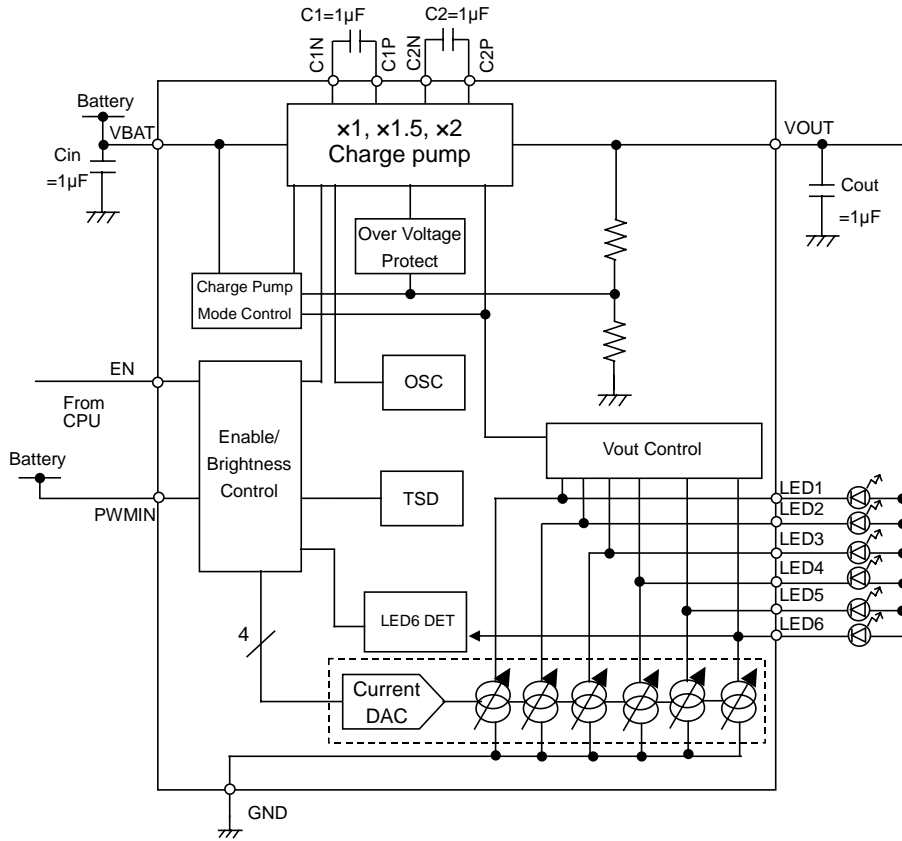 C1=1µF
C2=1µF
C1N
C1P
C2N
C2P
Battery
VBAT
×1, ×1.5, ×2
Charge pump
VOUT
Cin
=1µF
Cout
=1µF
Over Voltage
Protect
Charge Pump
Mode Control
EN
From
CPU
OSC
Enable/
Brightness
Control
Vout Control
Battery
PWMIN
TSD
LED1
LED2
LED3
LED4
LED5
LED6
LED6 DET
4
Current
DAC
GND